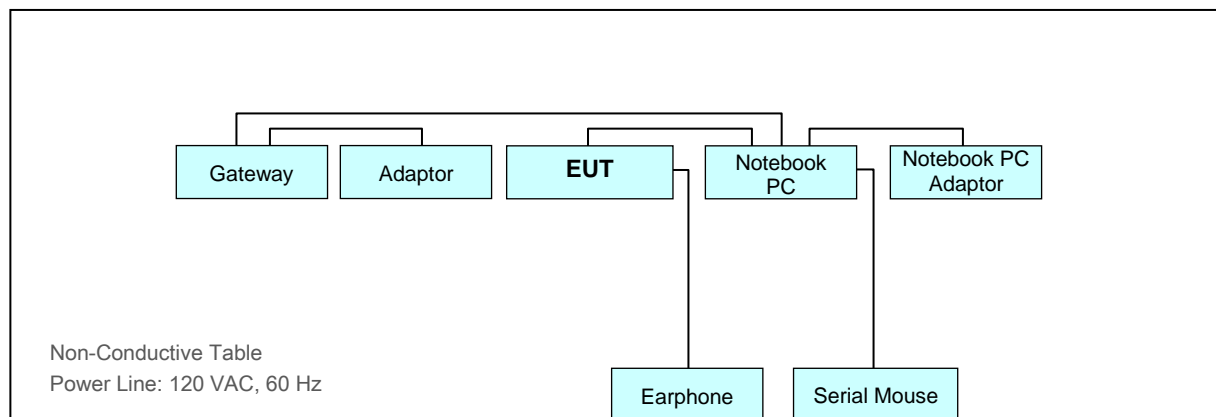 Gateway
Adaptor
EUT
Notebook
PC
Notebook PC
Adaptor
Non-Conductive Table
Power Line: 120 VAC, 60 Hz
Earphone
Serial Mouse